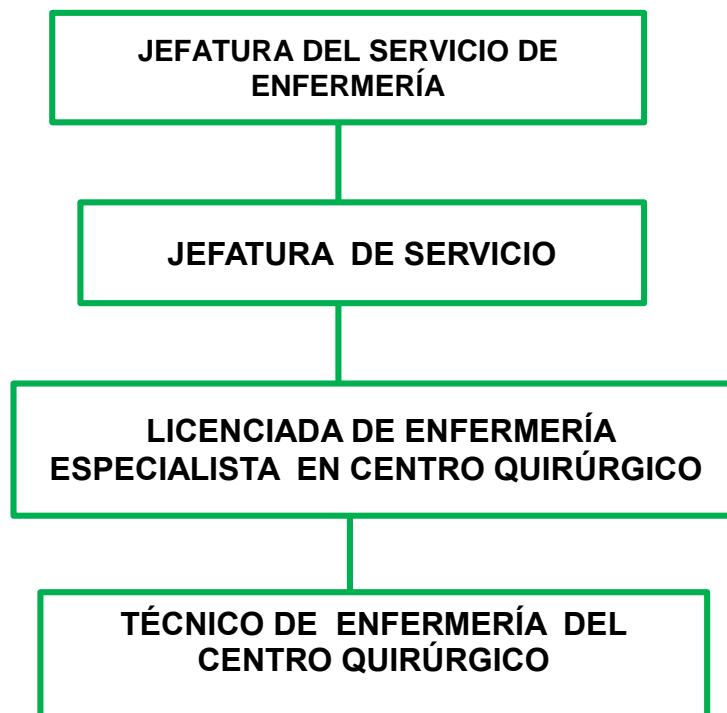 JEFATURA DEL SERVICIO DE
ENFERMERÍA
JEFATURA DE SERVICIO
LICENCIADA DE ENFERMERÍA
ESPECIALISTA EN CENTRO QUIRÚRGICO
TÉCNICO DE ENFERMERÍA DEL
CENTRO QUIRÚRGICO